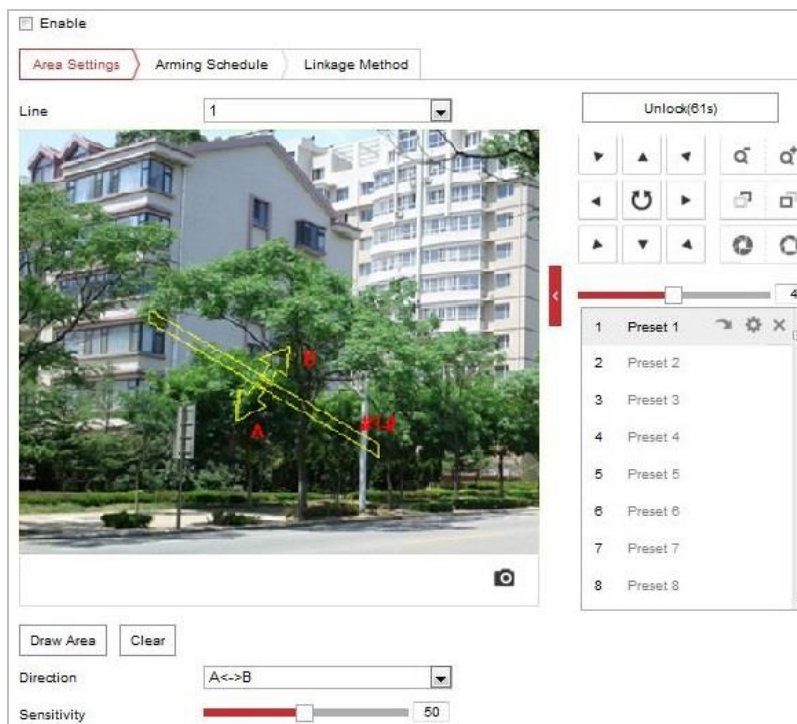 Enable
Area Settings
Arming Schedule
Linkage Method
Line
1
Unlock(61s)
B
A
#1#
4
1 Preset 1
2 Preset 2
3 Preset 3
4 Preset 4
5 Preset 5
6 Preset 6
7 Preset 7
8 Preset 8
Draw Area
Clear
Direction
A<->B
Sensitivity
50